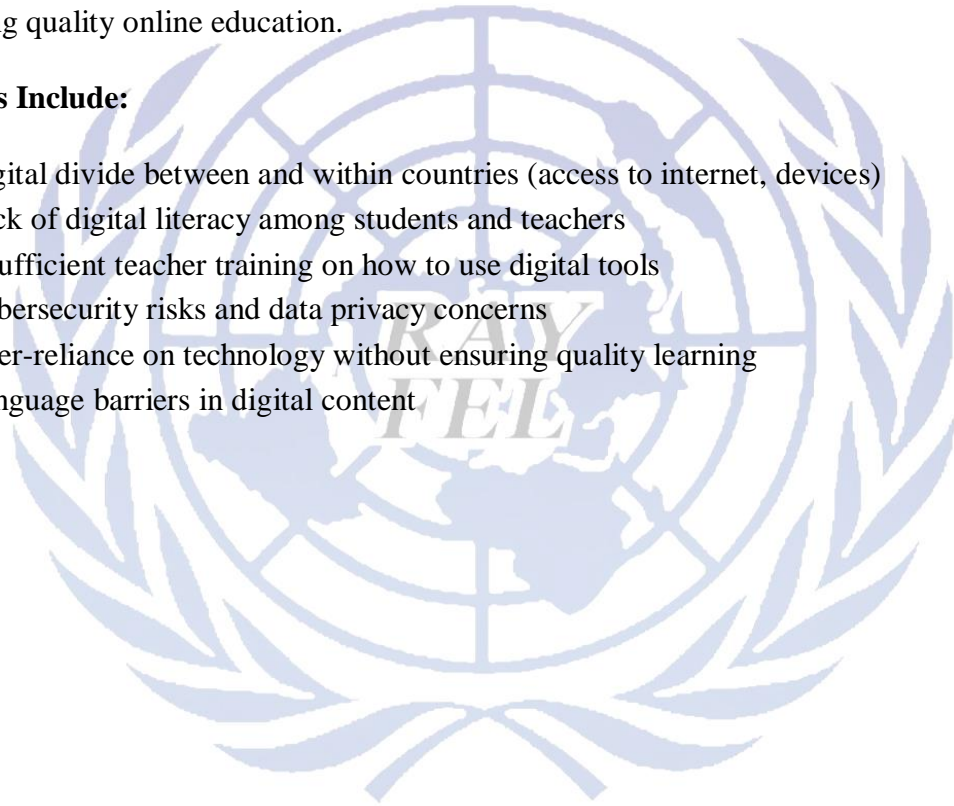 ng quality online education.
s Include:
gital divide between and within countries (access to internet, devices)
ck of digital literacy among students and teachers
sufficient teacher training on how to use digital tools
bersecurity risks and data privacy concerns
er-reliance on technology without ensuring quality learning
nguage barriers in digital content
RAY
FEL